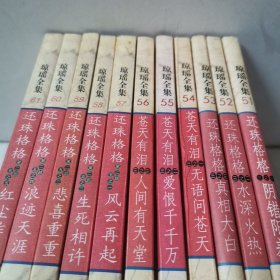 琼瑶全集 61 还珠格格 红尘
琼瑶全集 60 还珠格格 浪迹天涯
琼瑶全集 59 还珠格格 悲喜重重
琼瑶全集 58 还珠格格 生死相许
琼瑶全集 57 还珠格格 风云再起
琼瑶全集 56 苍天有泪 人间有天堂
琼瑶全集 55 苍天有泪 爱恨千千万
琼瑶全集 54 苍天有泪 无语问苍天
琼瑶全集 53 还珠格格 真相大白
琼瑶全集 52 还珠格格 水深火热
琼瑶全集 51 还珠格格 阴错阳